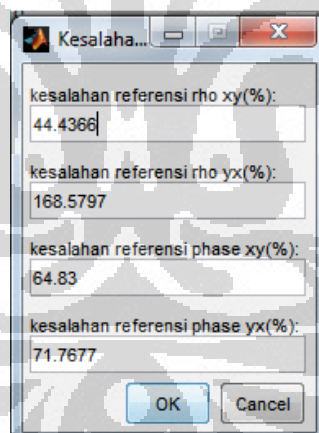 Kesalaha...
kesalahan referensi rho xy(%):
44.4366
kesalahan referensi rho yx(%):
168.5797
kesalahan referensi phase xy(%):
64.83
kesalahan referensi phase yx(%):
71.7677
OK Cancel